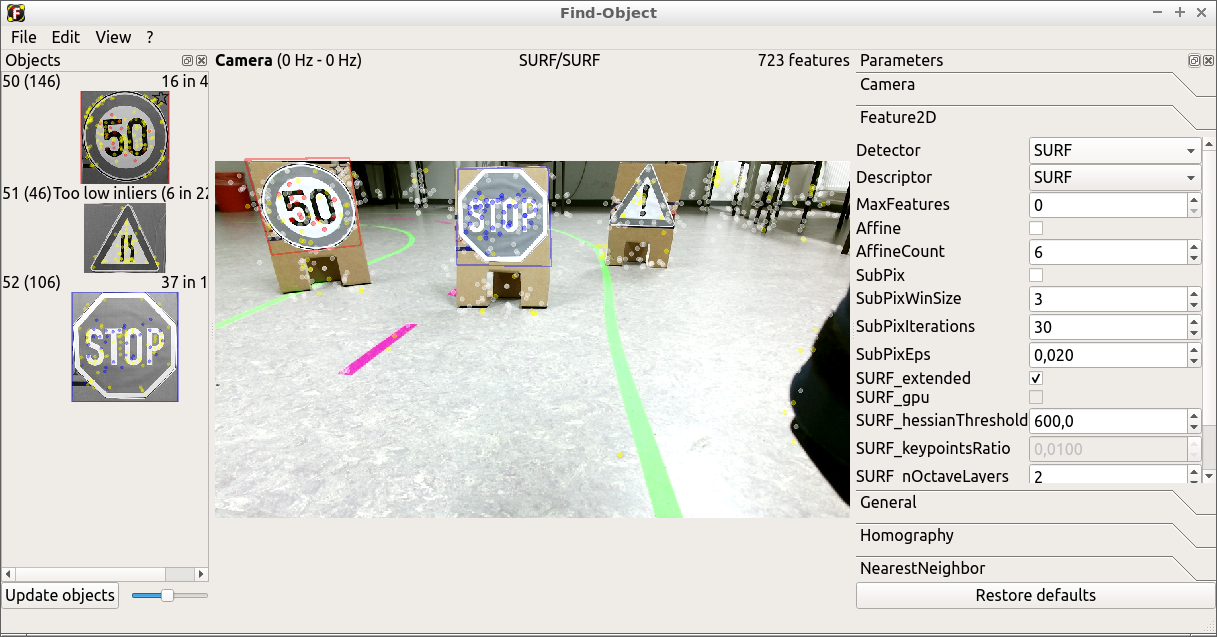 Find-Object
File Edit View ?
Objects
Camera (0 Hz - 0 Hz) SURF/SURF 723 features
Parameters
50 (146) 16 in 4
50
51 (46) Too low inliers (6 in 22
52 (106) 37 in 1
STOP
50
STOP
Camera
Feature2D
Detector SURF
Descriptor SURF
MaxFeatures 0
Affine
AffineCount 6
SubPix
SubPixWinSize 3
SubPixIterations 30
SubPixEps 0,020
SURF_extended
SURF_gpu
SURF_hessianThreshold 600,0
SURF_keypointsRatio 0,0100
SURF_nOctaveLayers 2
General
Homography
NearestNeighbor
Update objects
Restore defaults